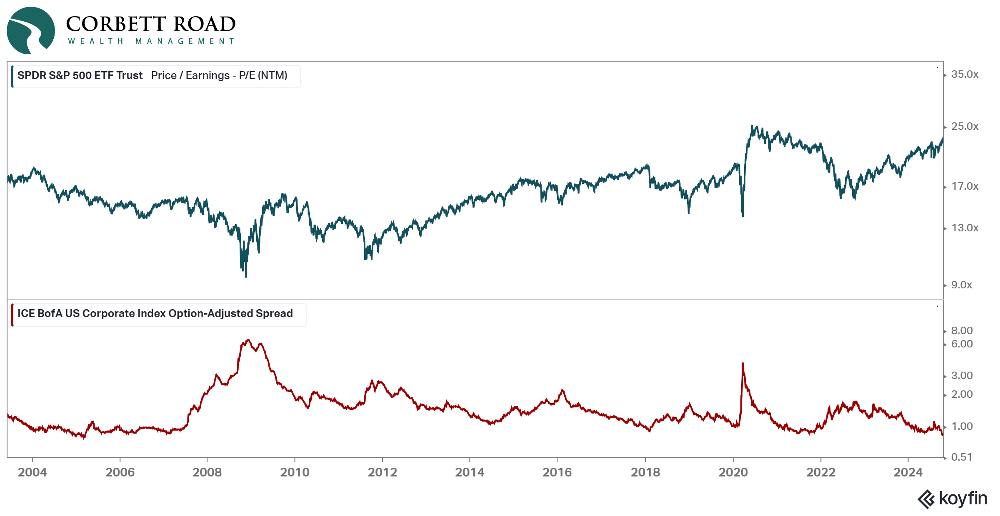 CORBETT ROAD
WEALTH MANAGEMENT
SPDR S&P 500 ETF Trust Price / Earnings - P/E (NTM)
35.0x
25.0x
17.0x
13.0x
9.0x
ICE BofA US Corporate Index Option-Adjusted Spread
8.00
6.00
3.00
2.00
1.00
0.51
2004 2006 2008 2010 2012 2014 2016 2018 2020 2022 2024
koyfin